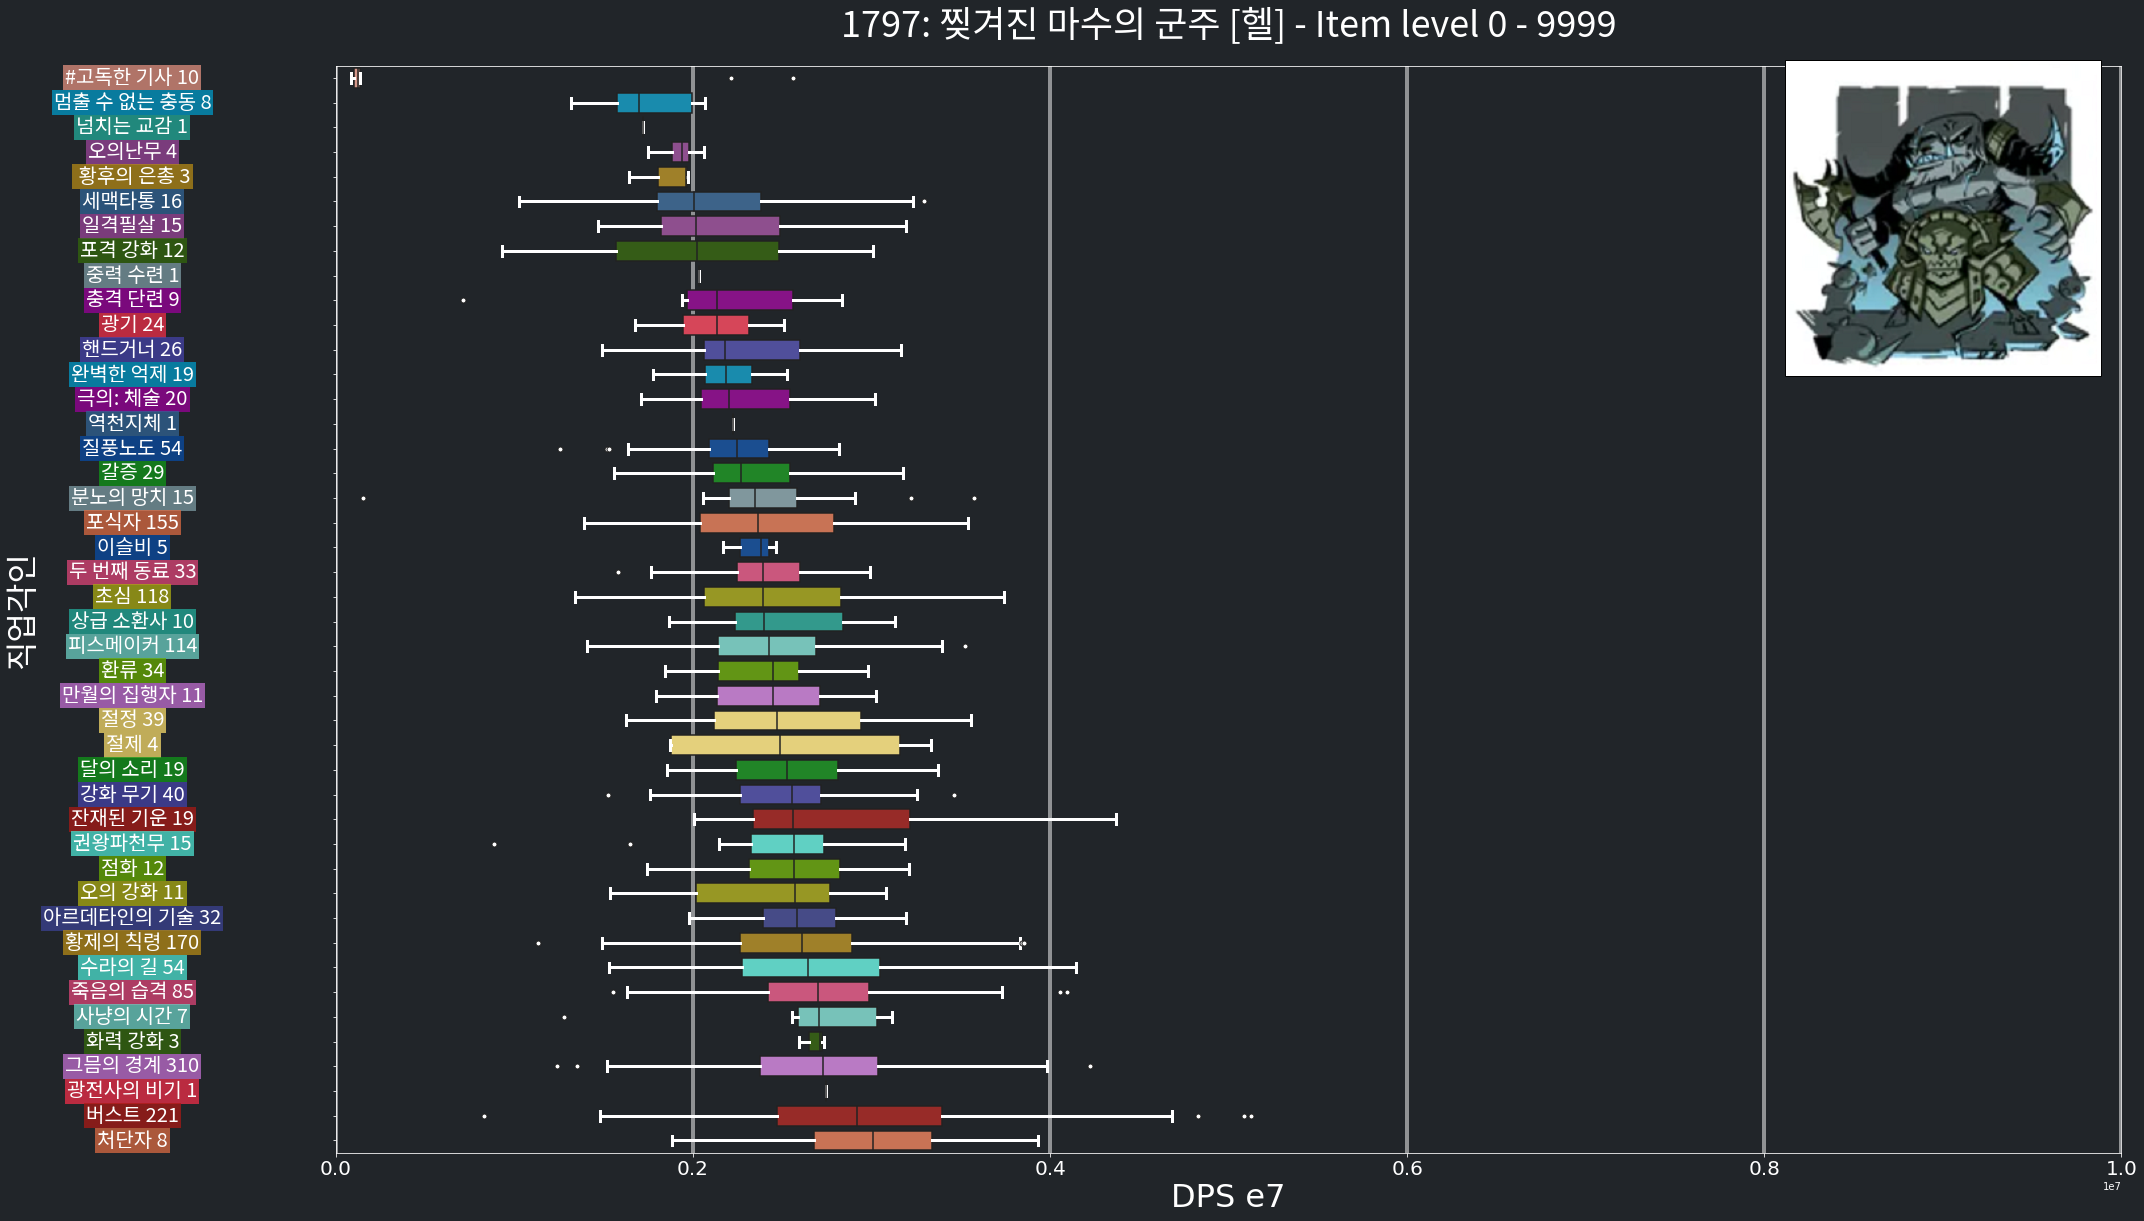 1797: 찢겨진 마수의 군주 [헬] - Item level 0 - 9999
직업각인
#고독한 기사 10
멈출 수 없는 충동 8
넘치는 교감 1
오의난무 4
황후의 은총 3
세맥타통 16
일격필살 15
포격 강화 12
중력 수련 1
충격 단련 9
광기 24
핸드거너 26
완벽한 억제 19
극의: 체술 20
역천지체 1
질풍노도 54
갈증 29
분노의 망치 15
포식자 155
이슬비 5
두 번째 동료 33
초심 118
상급 소환사 10
피스메이커 114
환류 34
만월의 집행자 11
절정 39
절제 4
달의 소리 19
강화 무기 40
잔재된 기운 19
권왕파천무 15
점화 12
오의 강화 11
아르데타인의 기술 32
황제의 칙령 170
수라의 길 54
죽음의 습격 85
사냥의 시간 7
화력 강화 3
그믐의 경계 310
광전사의 비기 1
버스트 221
처단자 8
0.0 0.2 0.4 0.6 0.8 1.0
1e7
DPS e7